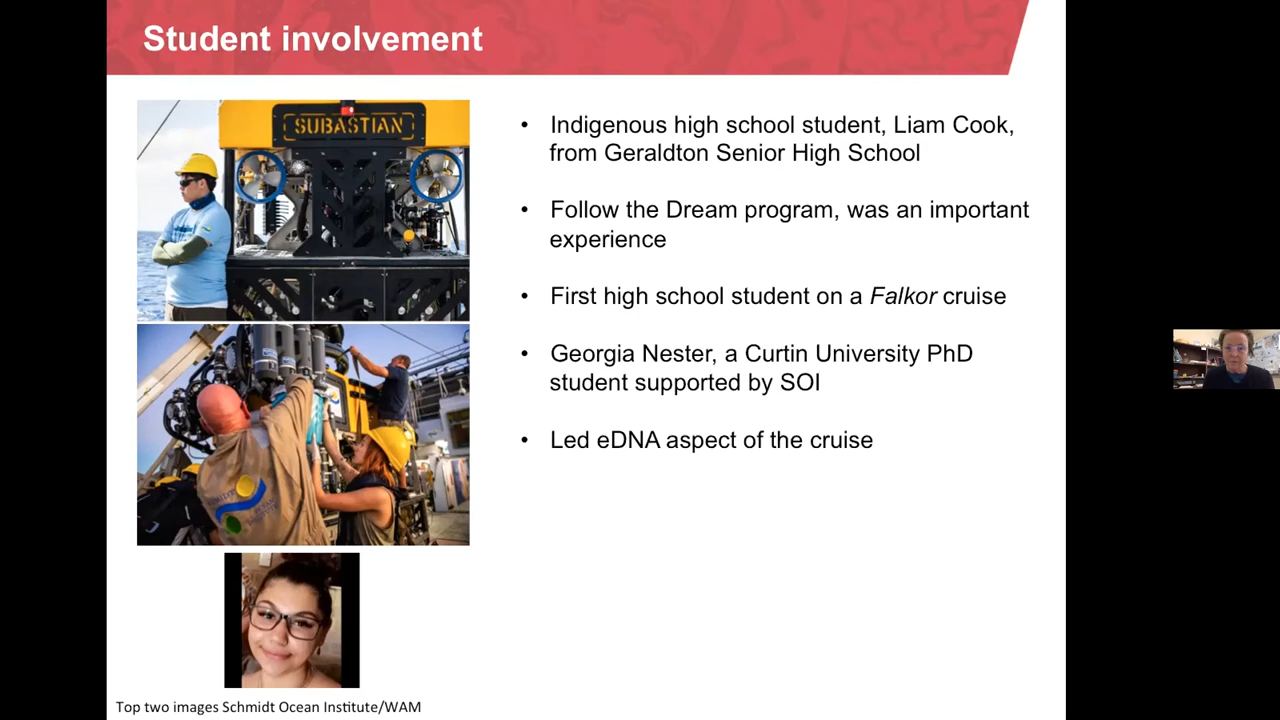 Student involvement
SUBASTIAN
• Indigenous high school student, Liam Cook,
from Geraldton Senior High School
• Follow the Dream program, was an important
experience
• First high school student on a Falkor cruise
• Georgia Nester, a Curtin University PhD
student supported by SOI
• Led eDNA aspect of the cruise
Top two images Schmidt Ocean Institute/WAM